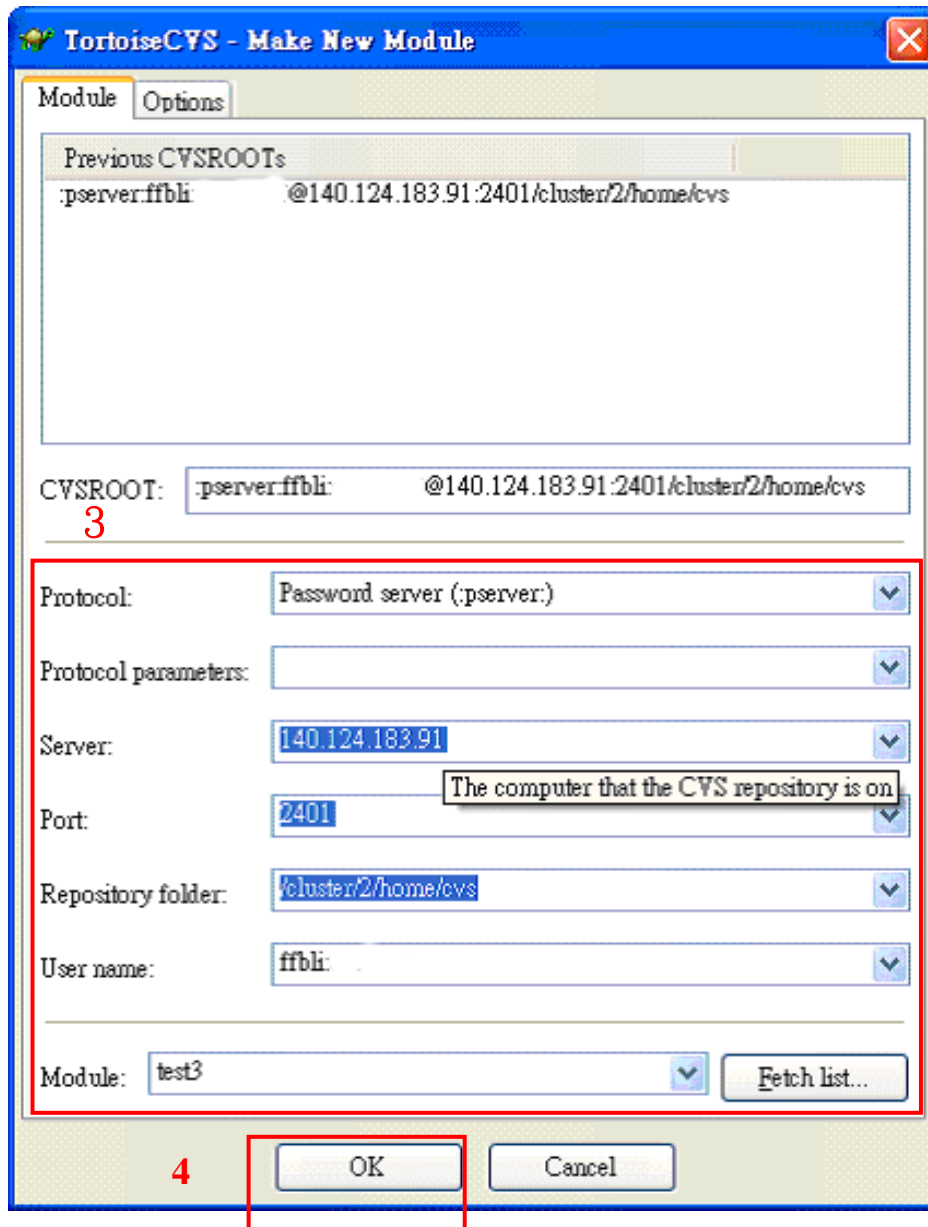 TortoiseCVS - Make New Module
Module Options
Previous CVSROOTs
:pserver:ffbli: @140.124.183.91:2401/cluster/2/home/cvs
CVSROOT: :pserver:ffbli: @140.124.183.91:2401/cluster/2/home/cvs
3
Protocol: Password server (:pserver:)
Protocol parameters:
Server: 140.124.183.91
The computer that the CVS repository is on
Port: 2401
Repository folder: /cluster/2/home/cvs
User name: ffbli:
Module: test3 Fetch list...
4 OK Cancel